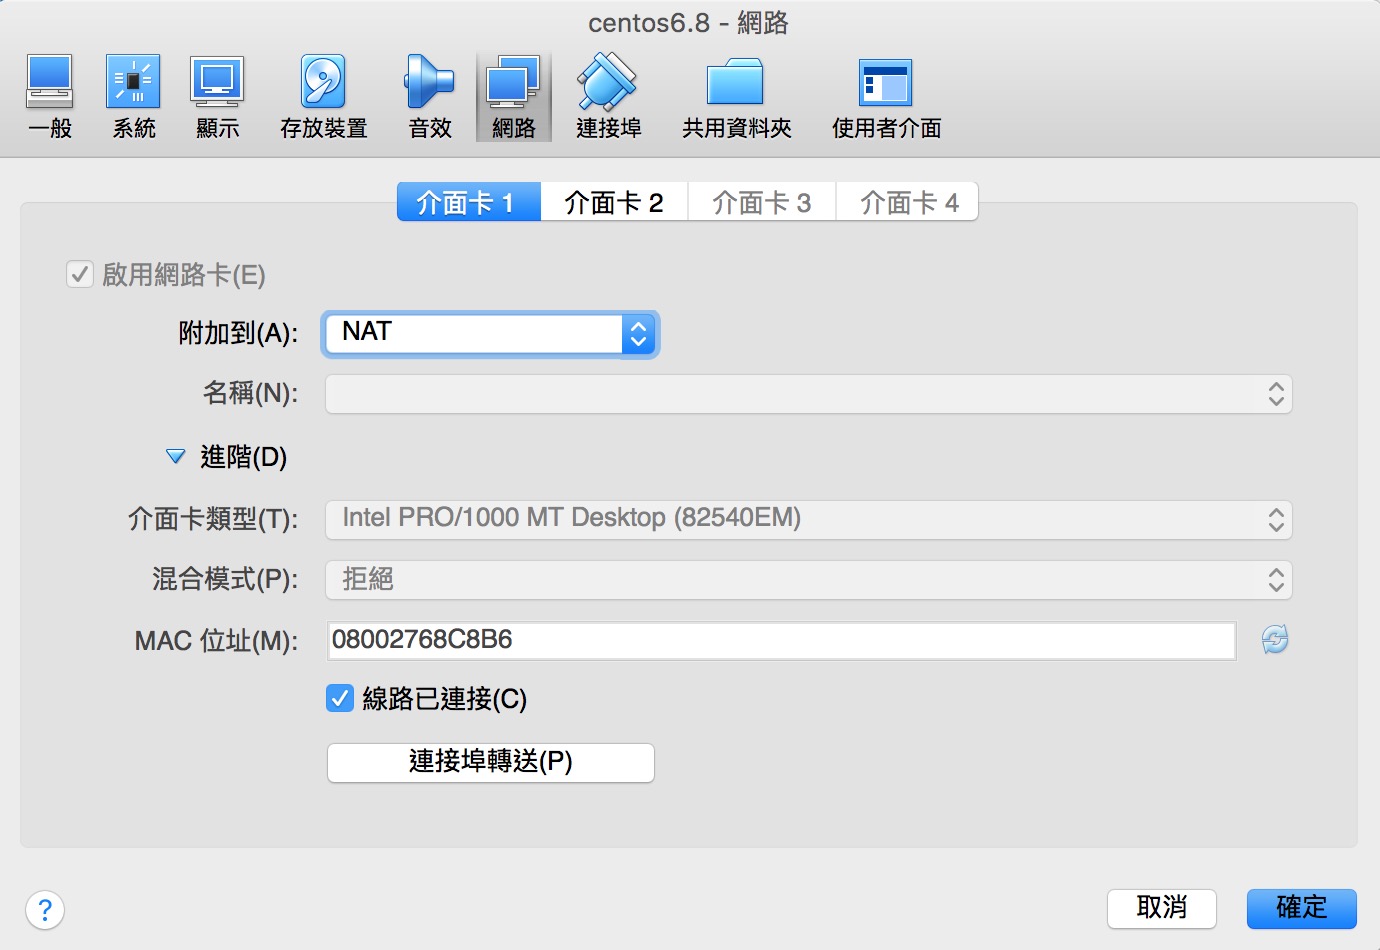 centos6.8 - 網路
一般 系統 顯示 存放裝置 音效 網路 連接埠 共用資料夾 使用者介面
介面卡 1 介面卡 2 介面卡 3 介面卡 4
啟用網路卡(E)
附加到(A): NAT
名稱(N):
進階(D)
介面卡類型(T): Intel PRO/1000 MT Desktop (82540EM)
混合模式(P): 拒絕
MAC 位址(M): 08002768C8B6
線路已連接(C)
連接埠轉送(P)
? 取消 確定